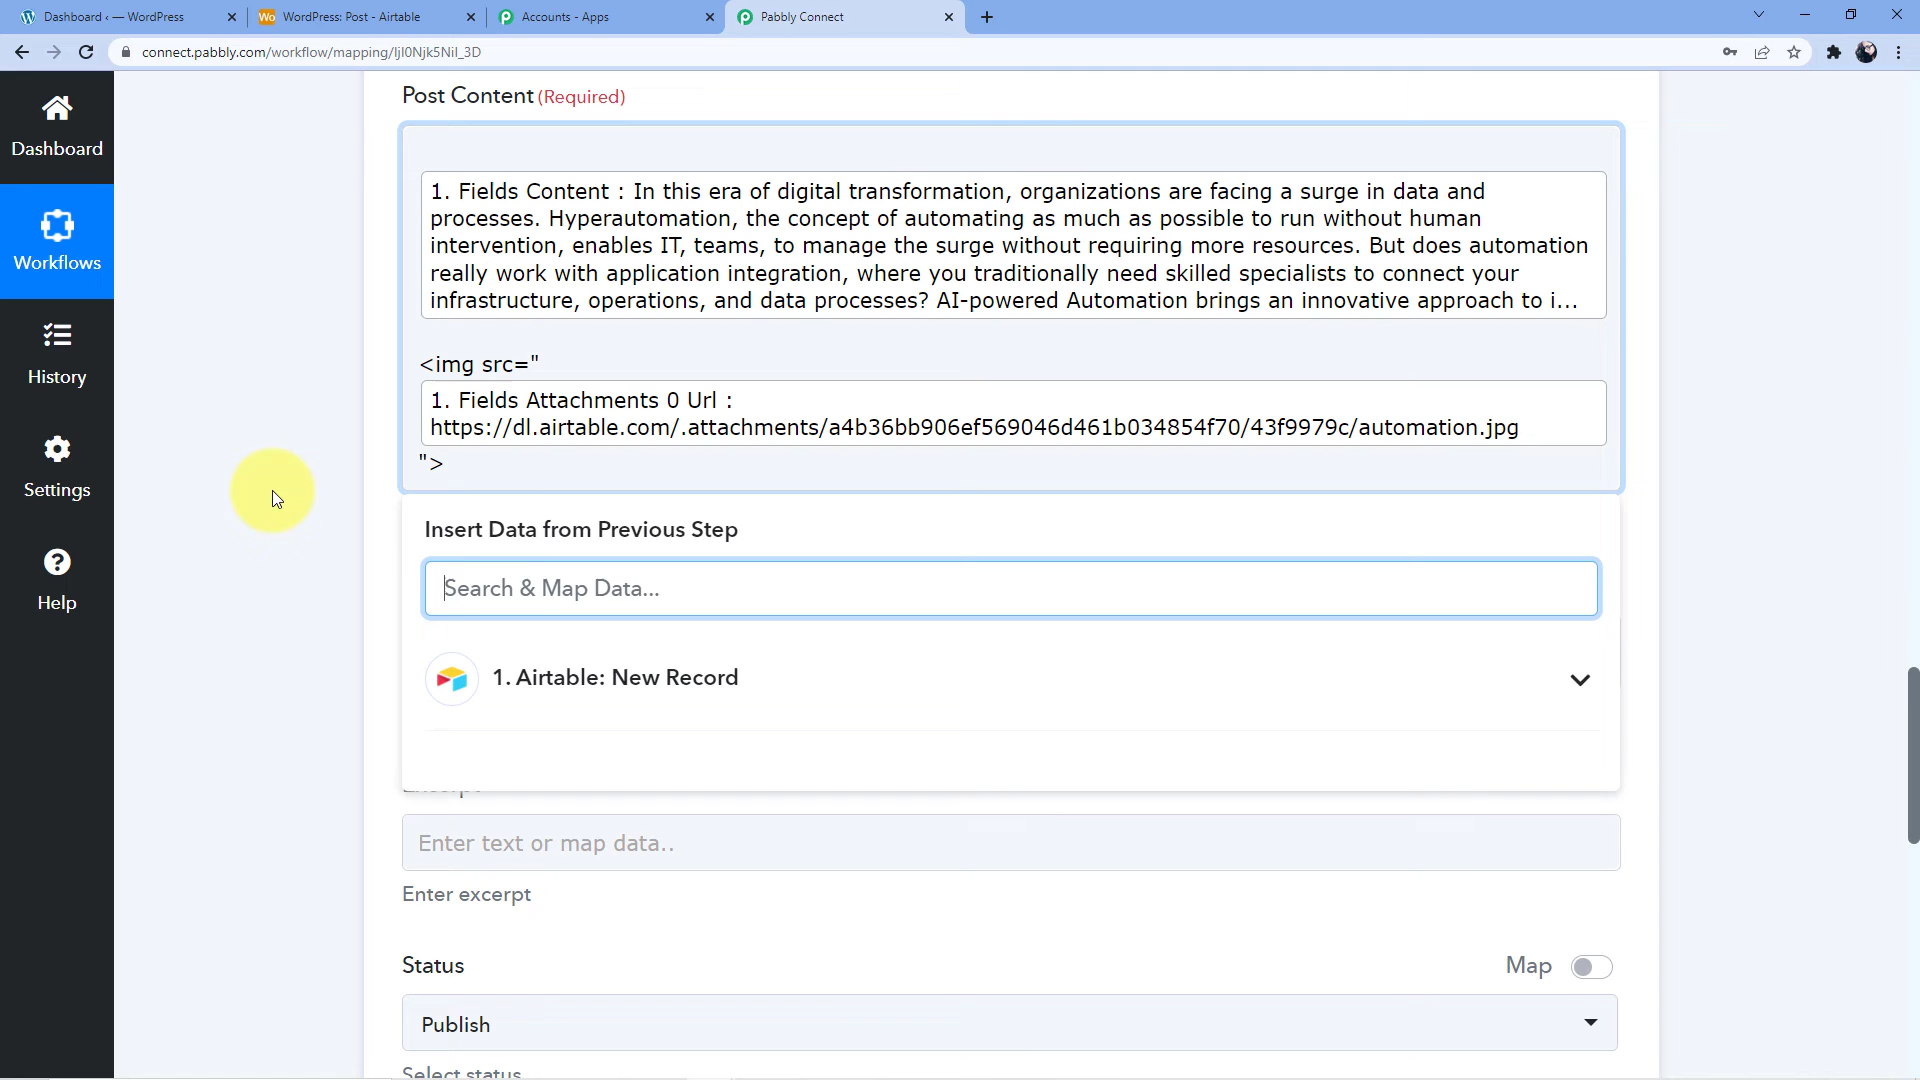 Dashboard ‹ — WordPress
Wo WordPress: Post - Airtable
Accounts - Apps
Pabbly Connect
connect.pabbly.com/workflow/mapping/IjI0Njk5NiI_3D
Dashboard
Workflows
History
Settings
Help
Post Content (Required)
1. Fields Content : In this era of digital transformation, organizations are facing a surge in data and
processes. Hyperautomation, the concept of automating as much as possible to run without human
intervention, enables IT, teams, to manage the surge without requiring more resources. But does automation
really work with application integration, where you traditionally need skilled specialists to connect your
infrastructure, operations, and data processes? AI-powered Automation brings an innovative approach to i...
<img src="
1. Fields Attachments 0 Url :
https://dl.airtable.com/.attachments/a4b36bb906ef569046d461b034854f70/43f9979c/automation.jpg
">
Insert Data from Previous Step
Search & Map Data...
1. Airtable: New Record
Enter text or map data..
Enter excerpt
Status
Map
Publish
Select status